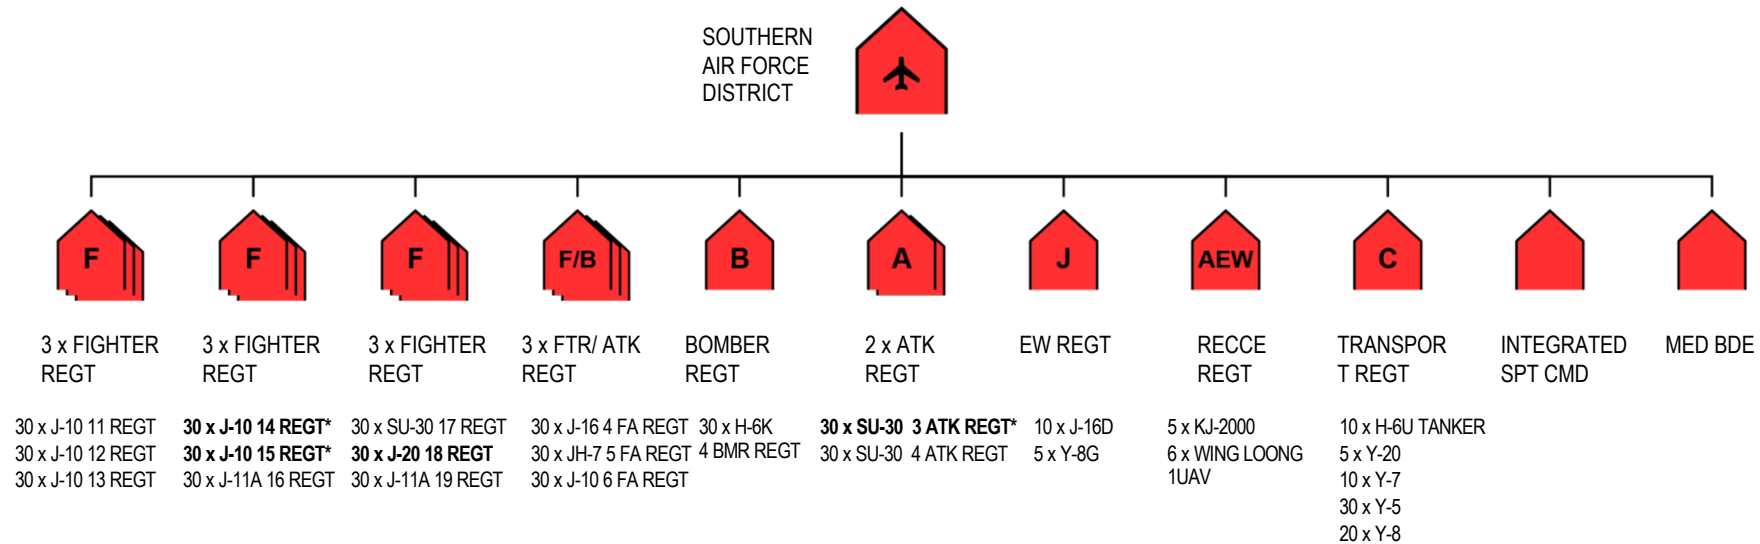 SOUTHERN
AIR FORCE
DISTRICT
F
F
F
F/B
B
A
J
AEW
C
3 x FIGHTER
REGT
3 x FIGHTER
REGT
3 x FIGHTER
REGT
3 x FTR/ ATK
REGT
BOMBER
REGT
2 x ATK
REGT
EW REGT
RECCE
REGT
TRANSPOR
T REGT
INTEGRATED
SPT CMD
MED BDE
30 x J-10 11 REGT
30 x J-10 12 REGT
30 x J-10 13 REGT
30 x J-10 14 REGT*
30 x J-10 15 REGT*
30 x J-11A 16 REGT
30 x SU-30 17 REGT
30 x J-20 18 REGT
30 x J-11A 19 REGT
30 x J-16 4 FA REGT
30 x JH-7 5 FA REGT
30 x J-10 6 FA REGT
30 x H-6K
4 BMR REGT
30 x SU-30 3 ATK REGT*
30 x SU-30 4 ATK REGT
10 x J-16D
5 x Y-8G
5 x KJ-2000
6 x WING LOONG
1UAV
10 x H-6U TANKER
5 x Y-20
10 x Y-7
30 x Y-5
20 x Y-8